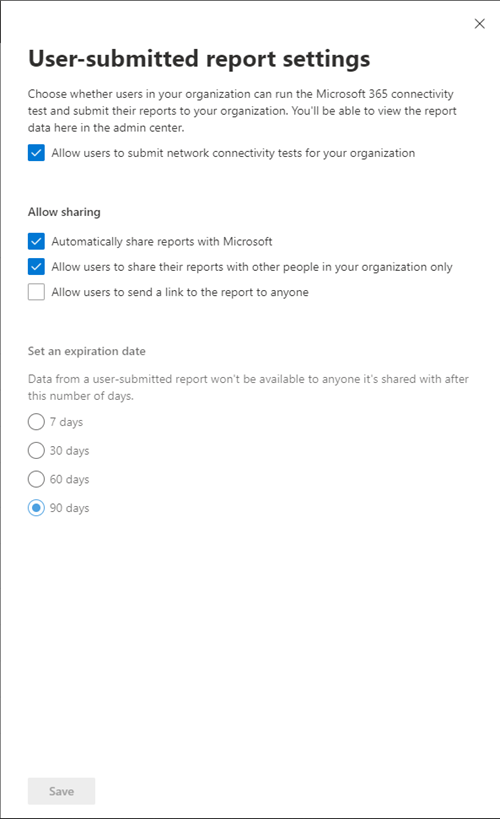 User-submitted report settings
Choose whether users in your organization can run the Microsoft 365 connectivity
test and submit their reports to your organization. You'll be able to view the report
data here in the admin center.
Allow users to submit network connectivity tests for your organization
Allow sharing
Automatically share reports with Microsoft
Allow users to share their reports with other people in your organization only
Allow users to send a link to the report to anyone
Set an expiration date
Data from a user-submitted report won't be available to anyone it's shared with after
this number of days.
7 days
30 days
60 days
90 days
Save